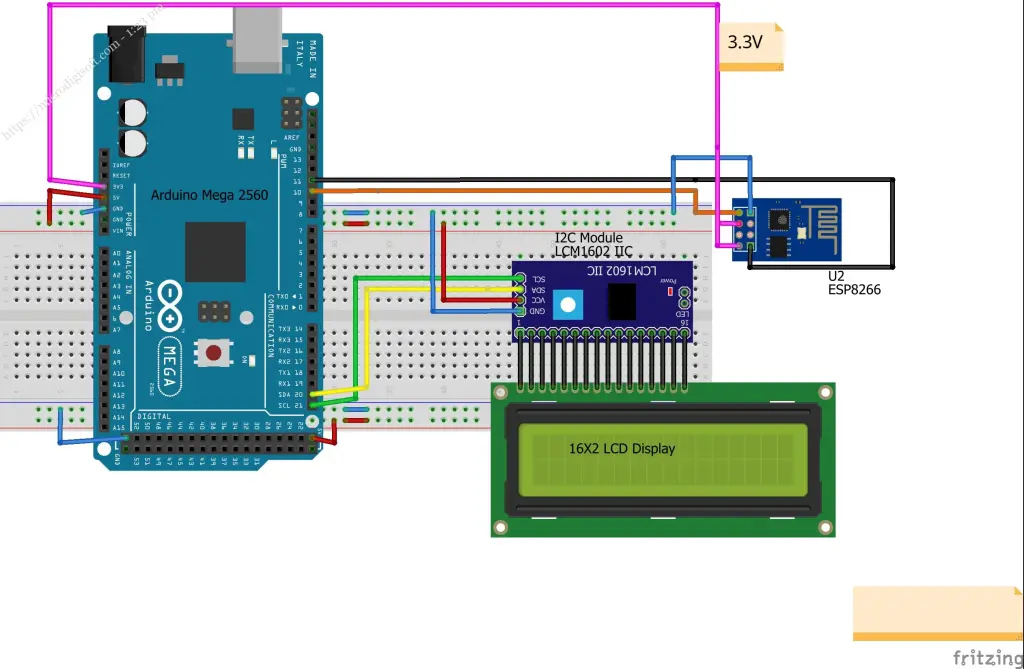 https://microdigisoft.com - 1:23 pm
3.3V
MADE IN
ITALY
AREF
GND
13
12
11
10
9
8
7
6
5
4
3
2
1
PWM
RX
TX
L
IOREF
RESET
3V3
5V
GND
GND
VIN
POWER
Arduino Mega 2560
A0
A1
A2
A3
A4
A5
A6
A7
ANALOG IN
A8
A9
A10
A11
A12
A13
A14
A15
Arduino
MEGA
2560
ON
TX0
RX0
COMMUNICATION
TX3 14
RX3 15
TX2 16
RX2 17
TX1 18
RX1 19
SDA 20
SCL 21
DIGITAL
GND
I2C Module
LCM1602 IIC
LCM1602 IIC
SCL
SDA
VCC
GND
Power
LED
1
16
U2
ESP8266
16X2 LCD Display
fritzing